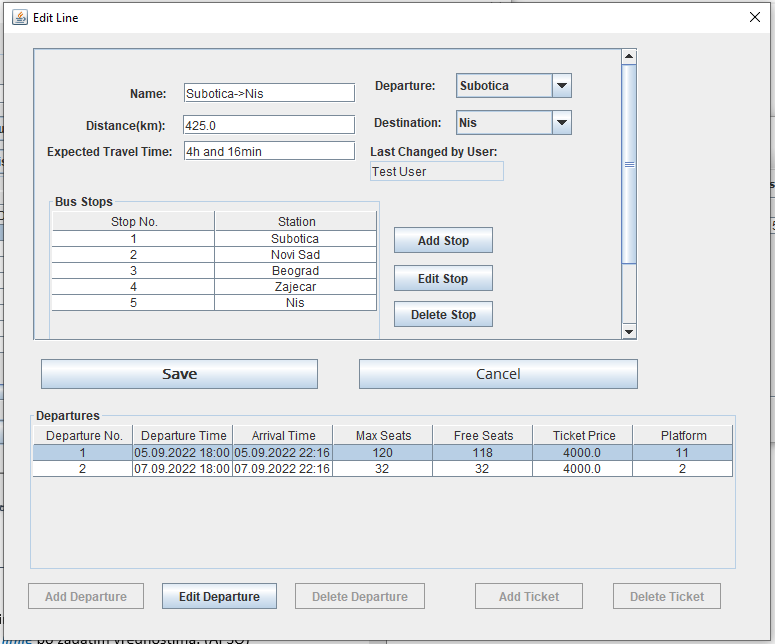 Edit Line
Name: Subotica->Nis Departure: Subotica
Distance(km): 425.0 Destination: Nis
Expected Travel Time: 4h and 16min Last Changed by User:
Test User
Bus Stops
Stop No. Station
1 Subotica
2 Novi Sad
3 Beograd
4 Zajecar
5 Nis
Add Stop
Edit Stop
Delete Stop
Save Cancel
Departures
Departure No. Departure Time Arrival Time Max Seats Free Seats Ticket Price Platform
1 05.09.2022 18:00 05.09.2022 22:16 120 118 4000.0 11
2 07.09.2022 18:00 07.09.2022 22:16 32 32 4000.0 2
Add Departure Edit Departure Delete Departure Add Ticket Delete Ticket